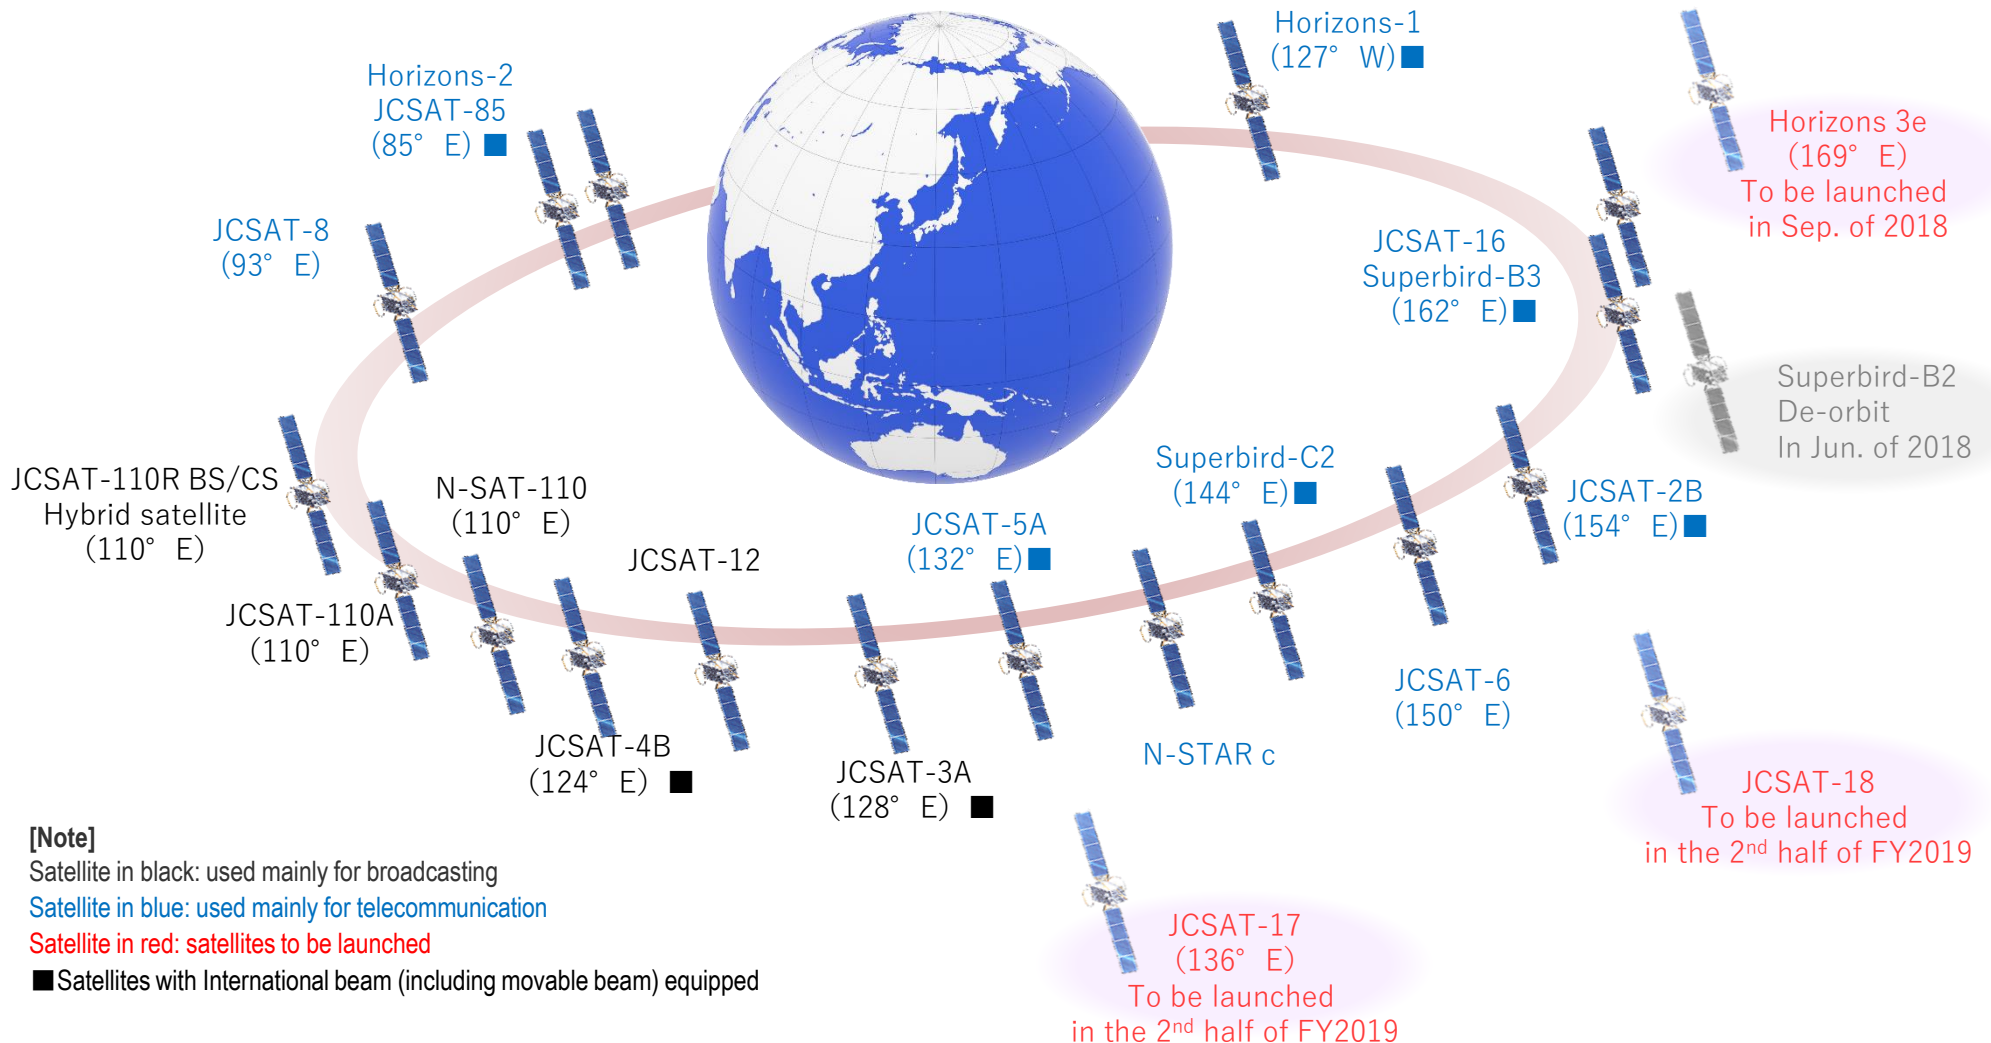 Horizons-1
(127° W)■
Horizons-2
JCSAT-85
(85° E) ■
Horizons 3e
(169° E)
To be launched
in Sep. of 2018
JCSAT-8
(93° E)
JCSAT-16
Superbird-B3
(162° E)■
Superbird-B2
De-orbit
In Jun. of 2018
JCSAT-110R BS/CS
Hybrid satellite
(110° E)
N-SAT-110
(110° E)
Superbird-C2
(144° E)■
JCSAT-2B
(154° E)■
JCSAT-5A
(132° E)■
JCSAT-12
JCSAT-110A
(110° E)
JCSAT-6
(150° E)
JCSAT-4B
(124° E) ■
JCSAT-3A
(128° E) ■
N-STAR c
JCSAT-18
To be launched
in the 2nd half of FY2019
JCSAT-17
(136° E)
To be launched
in the 2nd half of FY2019
[Note]
Satellite in black: used mainly for broadcasting
Satellite in blue: used mainly for telecommunication
Satellite in red: satellites to be launched
■Satellites with International beam (including movable beam) equipped